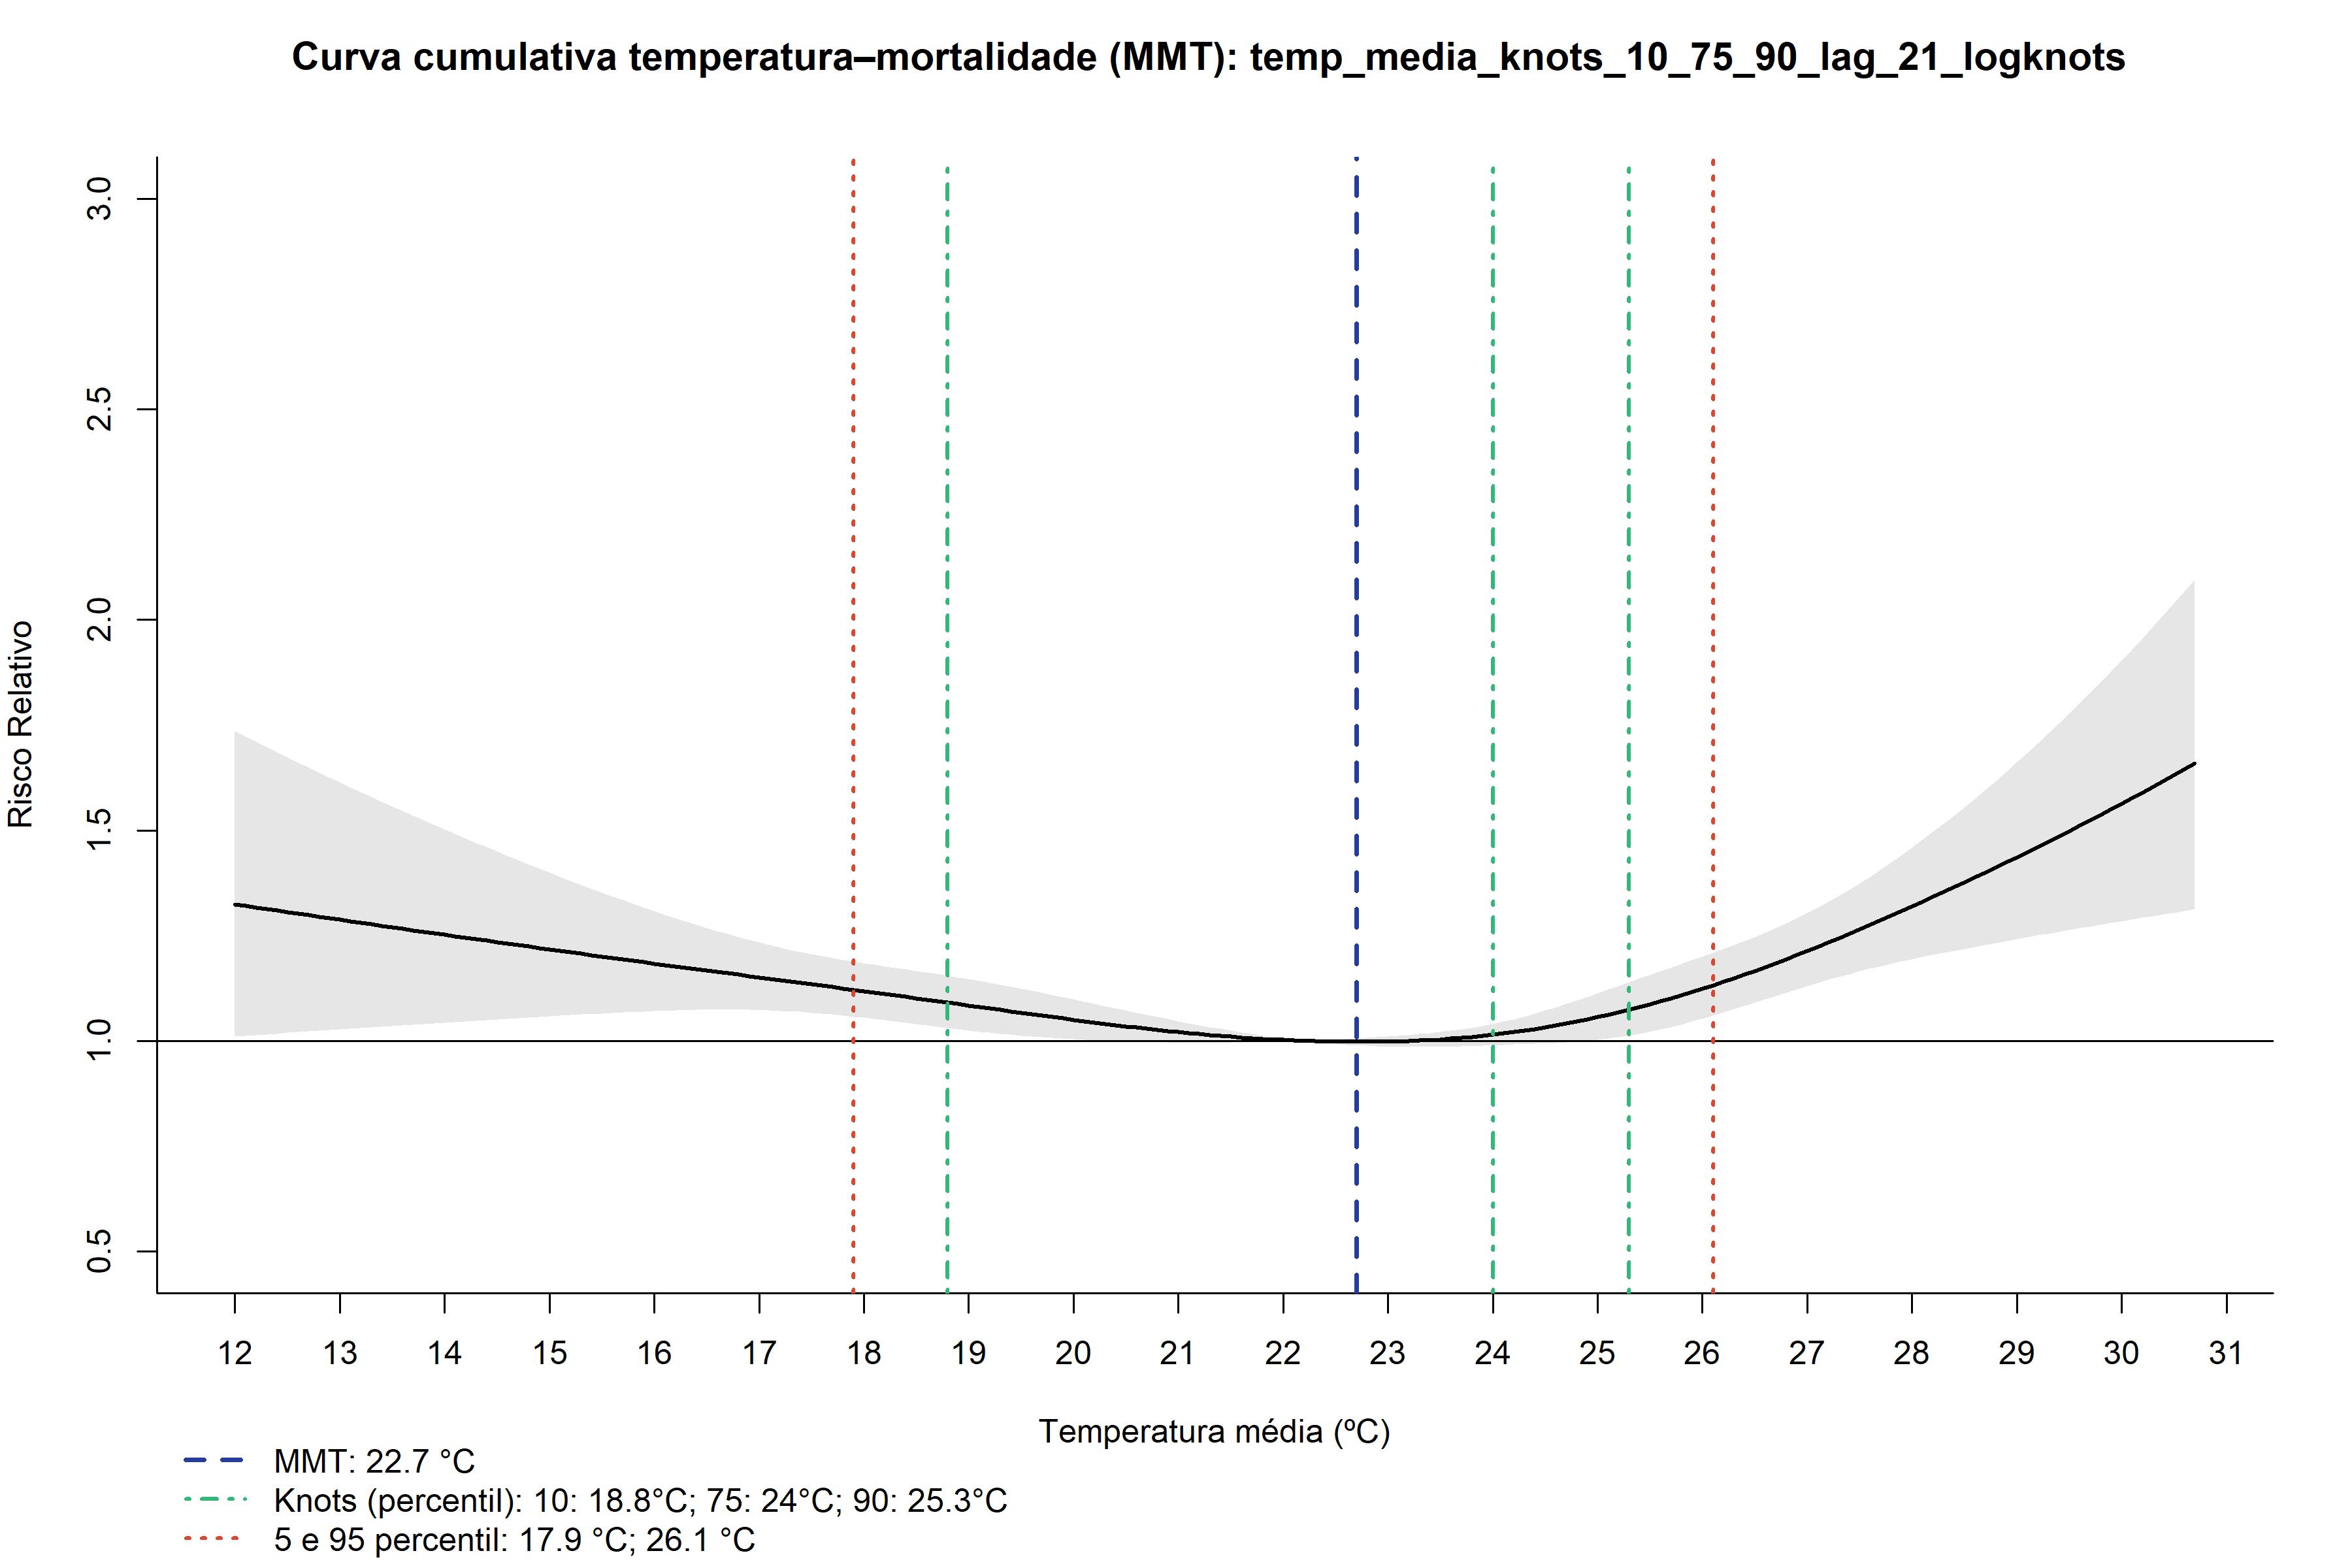 Curva cumulativa temperatura–mortalidade (MMT): temp_media_knots_10_75_90_lag_21_logknots
3.0
2.5
2.0
1.5
1.0
0.5
Risco Relativo
12 13 14 15 16 17 18 19 20 21 22 23 24 25 26 27 28 29 30 31
Temperatura média (ºC)
MMT: 22.7 °C
Knots (percentil): 10: 18.8°C; 75: 24°C; 90: 25.3°C
5 e 95 percentil: 17.9 °C; 26.1 °C